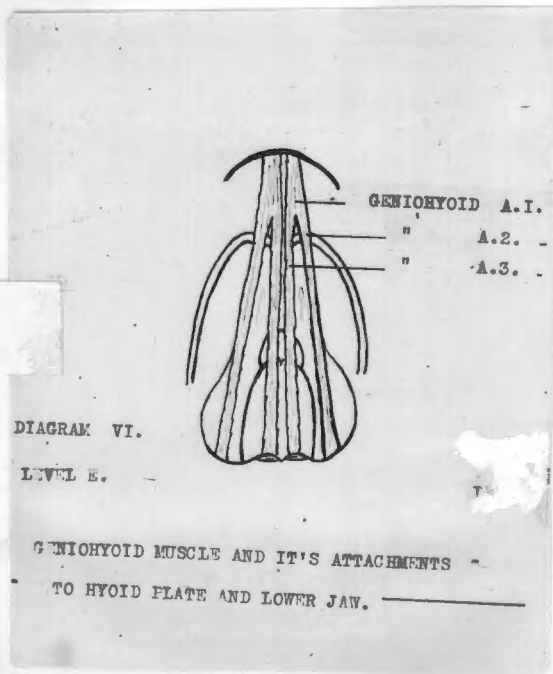 GENIOHYOID A.I.
" A.2. -
" A.3. -
DIAGRAM VI.
LEVEL E. -
GENIOHYOID MUSCLE AND IT'S ATTACHMENTS -
TO HYOID PLATE AND LOWER JAW.